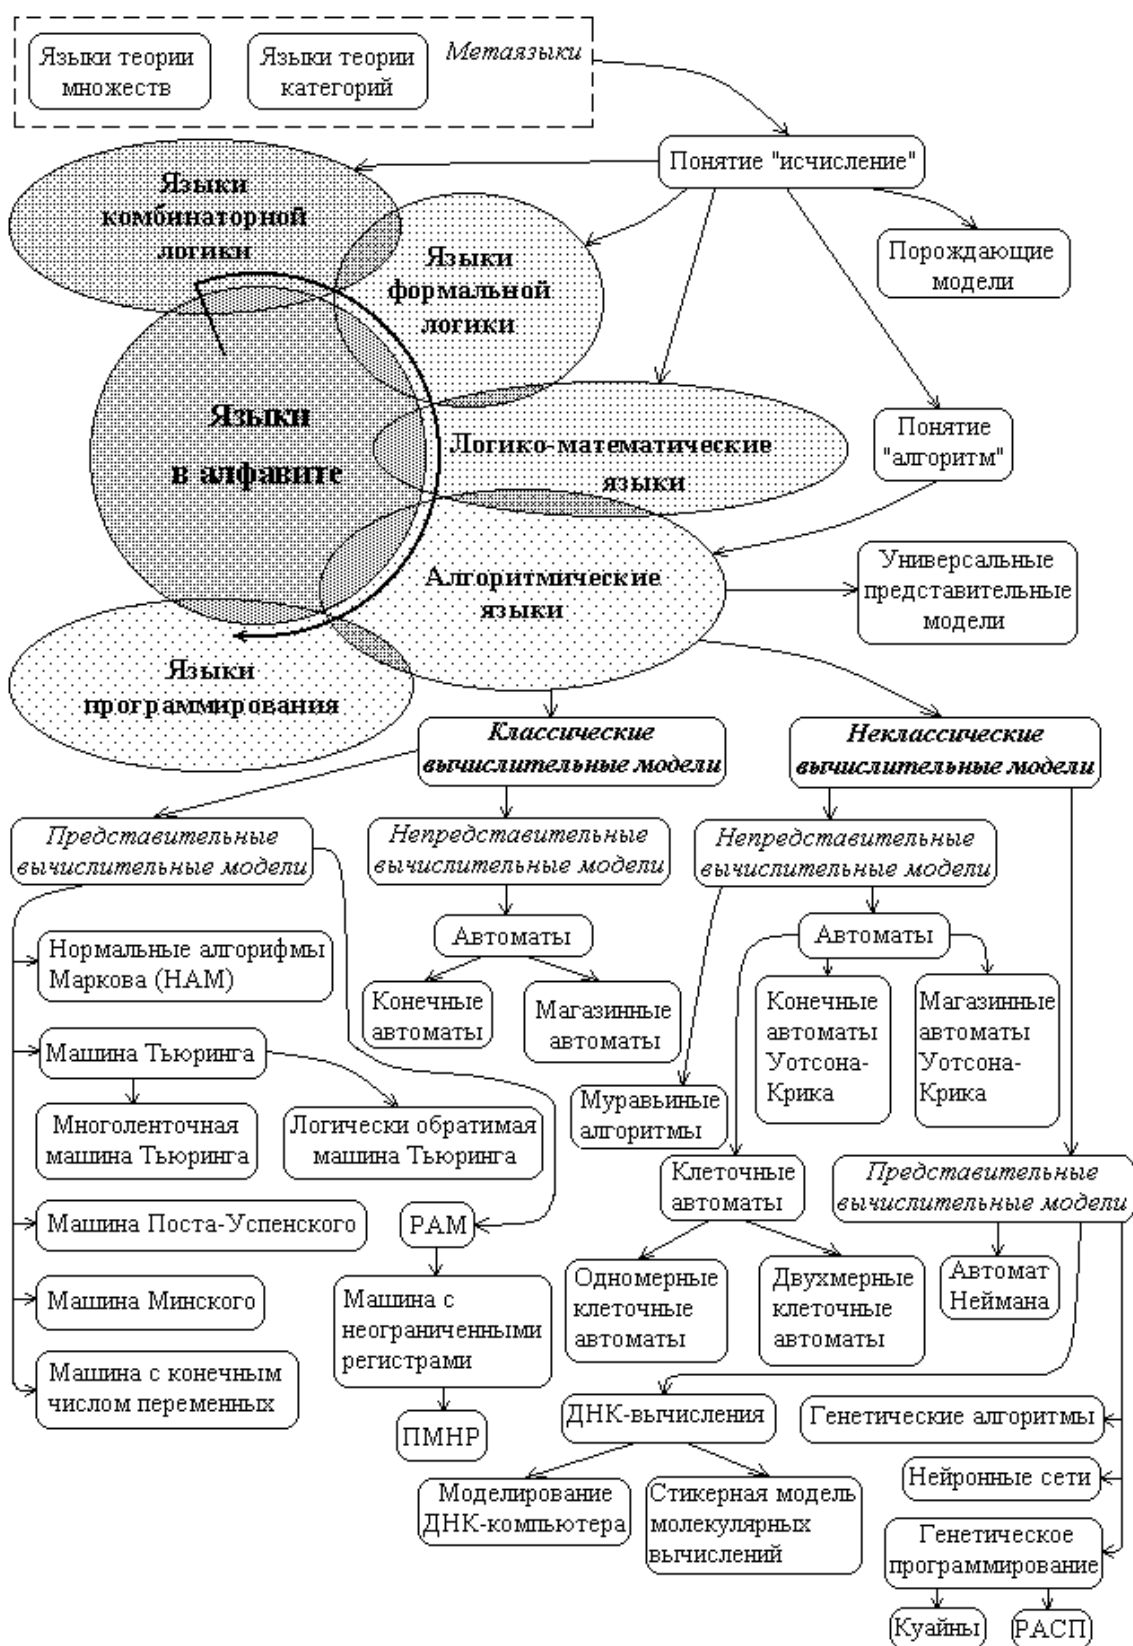 Языки теории
множеств
Языки теории
категорий
Метаязыки
Понятие "исчисление"
Языки
комбинаторной
логики
Языки
формальной
логики
Порождающие
модели
Языки
в алфавите
Логико-математические
языки
Понятие
"алгоритм"
Алгоритмические
языки
Универсальные
представительные
модели
Языки
программирования
Классические
вычислительные модели
Неклассические
вычислительные модели
Представительные
вычислительные модели
Непредставительные
вычислительные модели
Непредставительные
вычислительные модели
Нормальные алгорифмы
Маркова (НАМ)
Автоматы
Автоматы
Конечные
автоматы
Магазинные
автоматы
Конечные
автоматы
Уотсона-
Крика
Магазинные
автоматы
Уотсона-
Крика
Машина Тьюринга
Многоленточная
машина Тьюринга
Логически обратимая
машина Тьюринга
Муравьиные
алгоритмы
Клеточные
автоматы
Представительные
вычислительные модели
Машина Поста-Успенского
РАМ
Машина Минского
Машина с
неограниченными
регистрами
Одномерные
клеточные
автоматы
Двухмерные
клеточные
автоматы
Автомат
Неймана
Машина с конечным
числом переменных
ПМНР
ДНК-вычисления
Генетические алгоритмы
Нейронные сети
Моделирование
ДНК-компьютера
Стикерная модель
молекулярных
вычислений
Генетическое
программирование
Куайны
РАСП